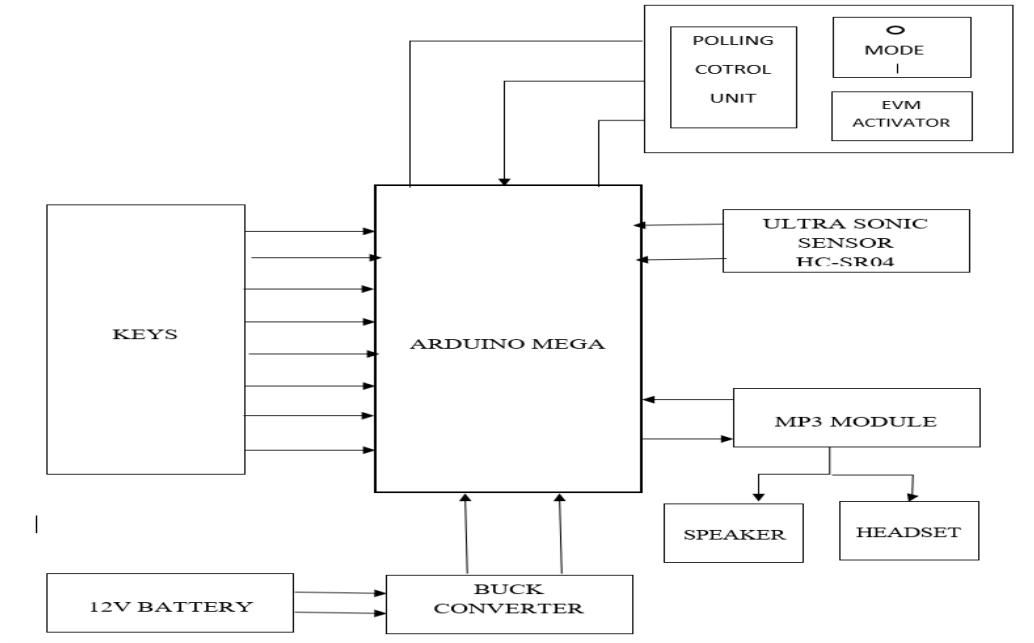 POLLING
COTROL
UNIT
MODE
EVM
ACTIVATOR
ULTRA SONIC
SENSOR
HC-SR04
KEYS
ARDUINO MEGA
MP3 MODULE
SPEAKER
HEADSET
12V BATTERY
BUCK
CONVERTER